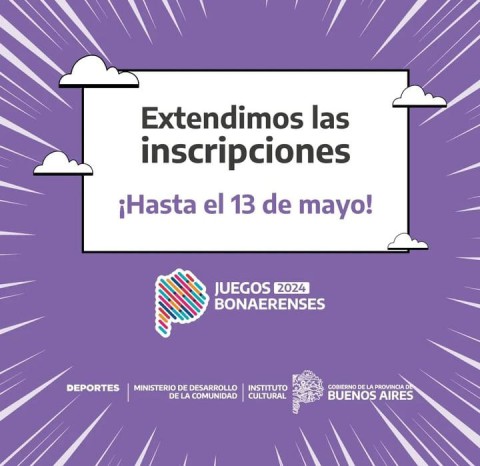 Extendimos las
inscripciones
¡Hasta el 13 de mayo!
JUEGOS 2024
BONAERENSES
DEPORTES
MINISTERIO DE DESARROLLO
DE LA COMUNIDAD
INSTITUTO
CULTURAL
GOBIERNO DE LA PROVINCIA DE
BUENOS AIRES